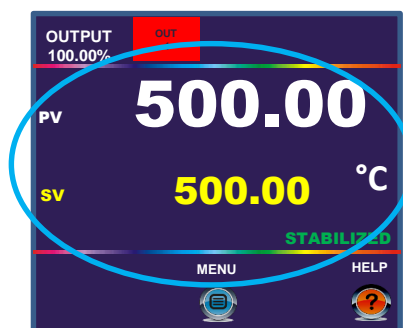 OUTPUT OUT
100.00%
PV 500.00
°C
SV 500.00
STABILIZED
MENU HELP
?